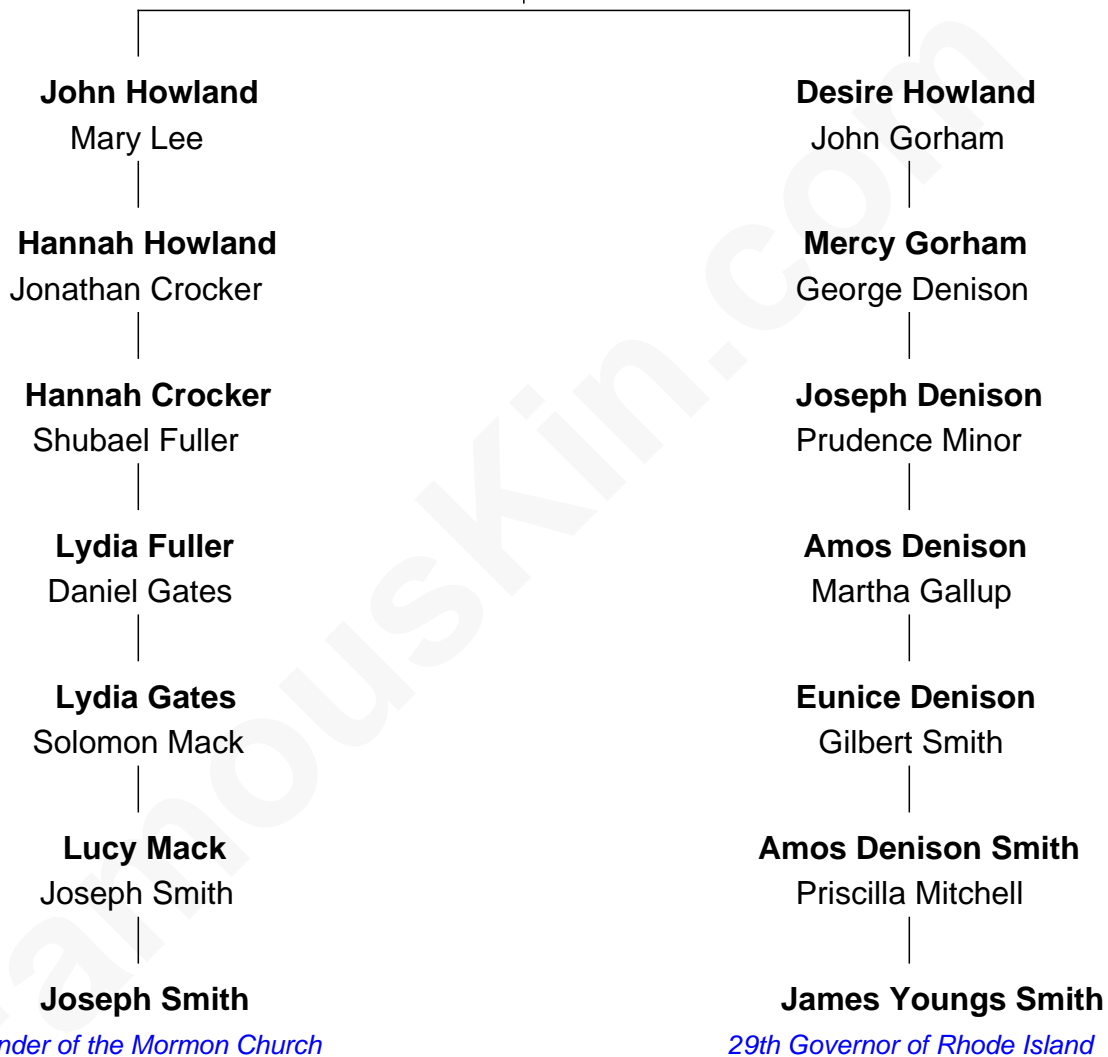 John Howland
Mary Lee
Hannah Howland
Jonathan Crocker
Hannah Crocker
Shubael Fuller
Lydia Fuller
Daniel Gates
Lydia Gates
Solomon Mack
Lucy Mack
Joseph Smith
Joseph Smith
nder of the Mormon Church
Desire Howland
John Gorham
Mercy Gorham
George Denison
Joseph Denison
Prudence Minor
Amos Denison
Martha Gallup
Eunice Denison
Gilbert Smith
Amos Denison Smith
Priscilla Mitchell
James Youngs Smith
29th Governor of Rhode Island
FamousKin.com